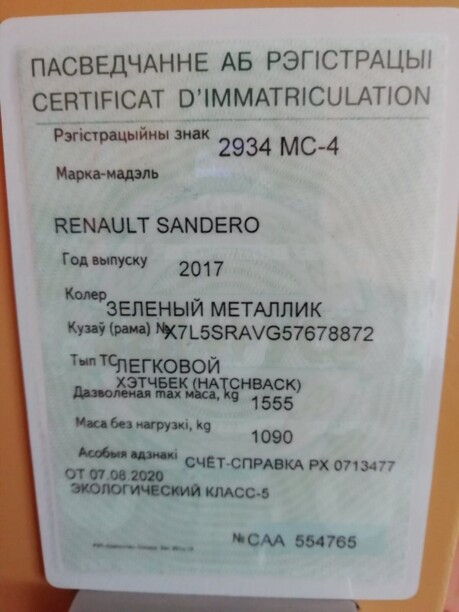 ПАСВЕДЧАННЕ АБ РЭГІСТРАЦЫІ
CERTIFICAT D'IMMATRICULATION
Рэгістрацыйны знак 2934 МС-4
Марка-мадэль
RENAULT SANDERO
Год выпуску 2017
Колер ЗЕЛЕНЫЙ МЕТАЛЛИК
Кузаў (рама) № X7L5SRAVG57678872
Тып ТС ЛЕГКОВОЙ
ХЭТЧБЕК (HATCHBACK)
Дазволеная max маса, kg 1555
Маса без нагрузкі, kg 1090
Асобыя адзнакі СЧЁТ-СПРАВКА РХ 0713477
ОТ 07.08.2020
ЭКОЛОГИЧЕСКИЙ КЛАСС-5
№ САА 554765